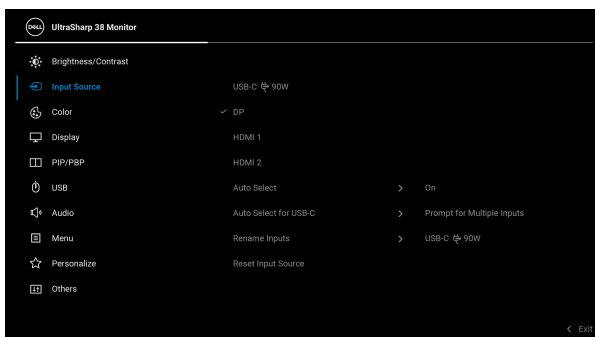 DELL UltraSharp 38 Monitor
Brightness/Contrast
Input Source USB-C 90W
Color DP
Display HDMI 1
PIP/PBP HDMI 2
USB Auto Select On
Audio Auto Select for USB-C Prompt for Multiple Inputs
Menu Rename Inputs USB-C 90W
Personalize Reset Input Source
Others
Exit